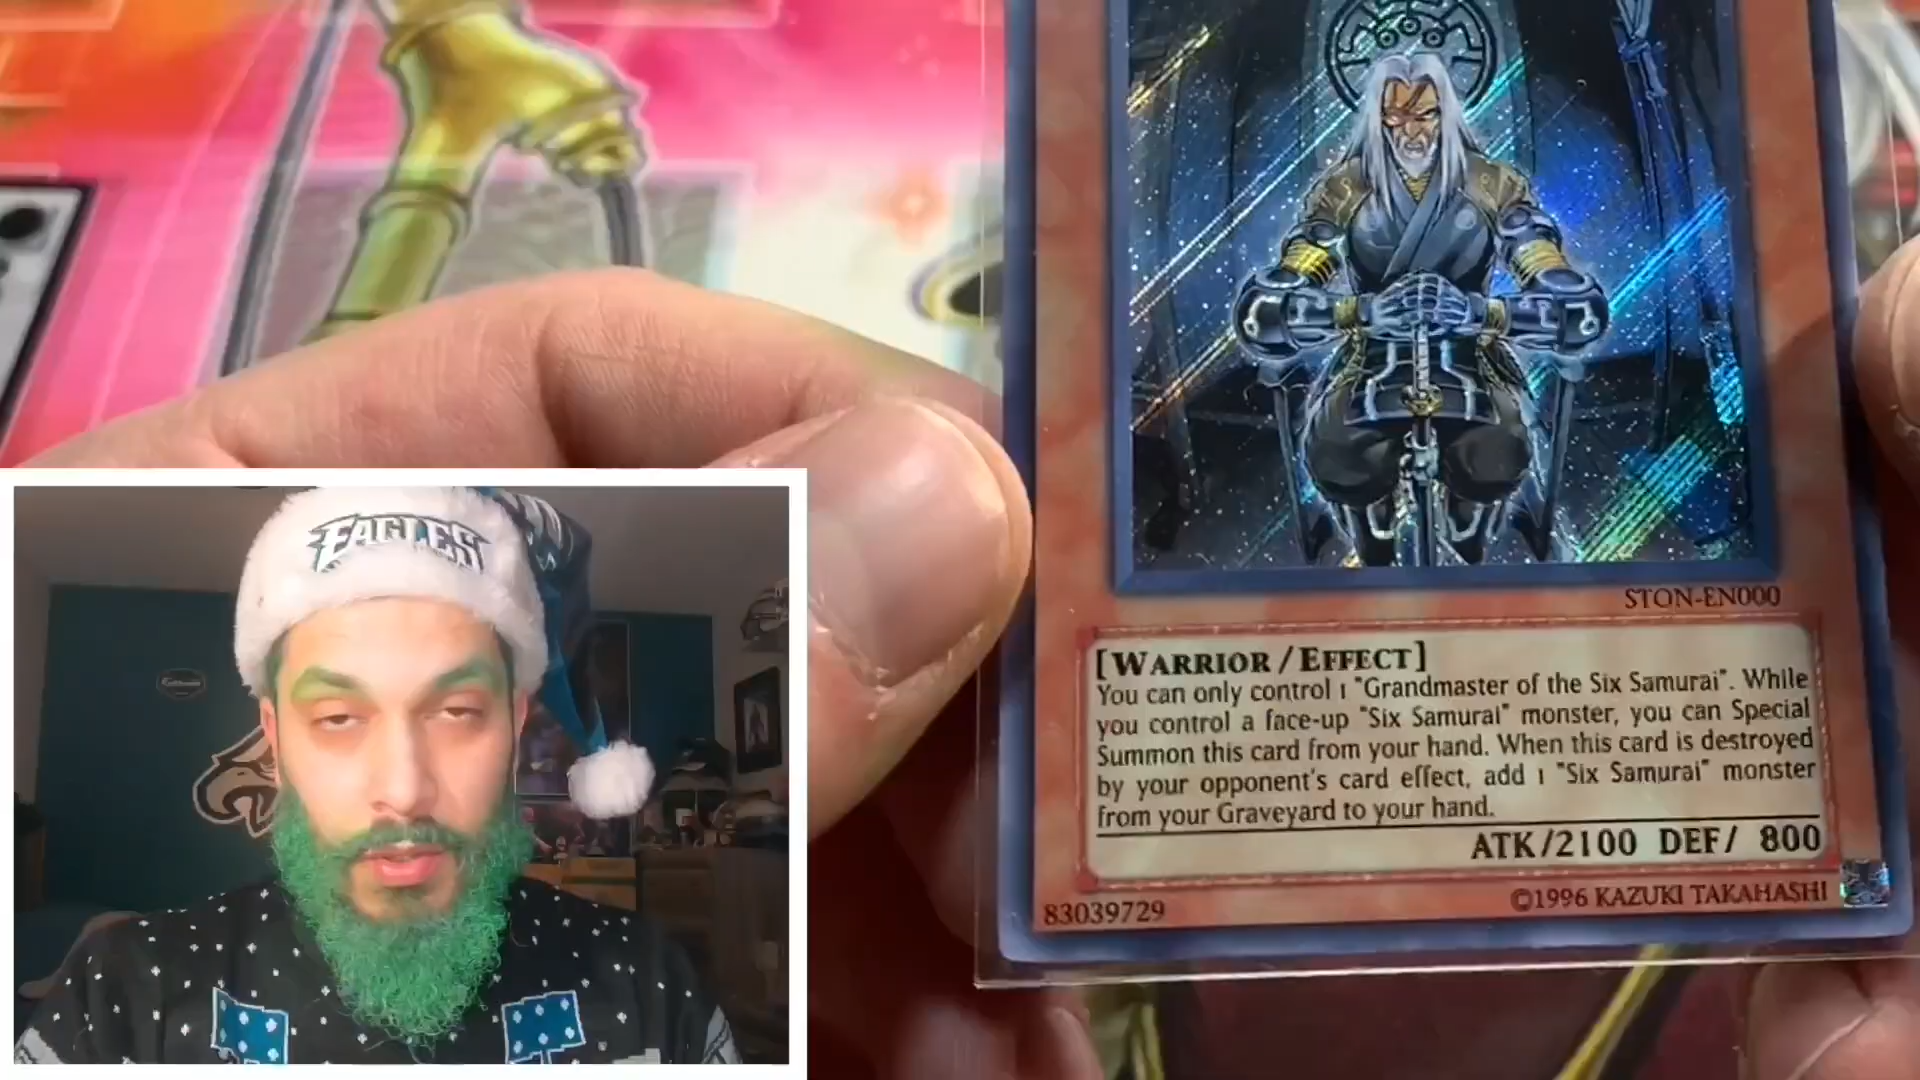 STON-EN000
[WARRIOR/EFFECT]
You can only control 1 "Grandmaster of the Six Samurai". While
you control a face-up "Six Samurai" monster, you can Special
Summon this card from your hand. When this card is destroyed
by your opponent's card effect, add 1 "Six Samurai" monster
from your Graveyard to your hand.
ATK/2100 DEF/ 800
83039729
©1996 KAZUKI TAKAHASHI
EAGLES